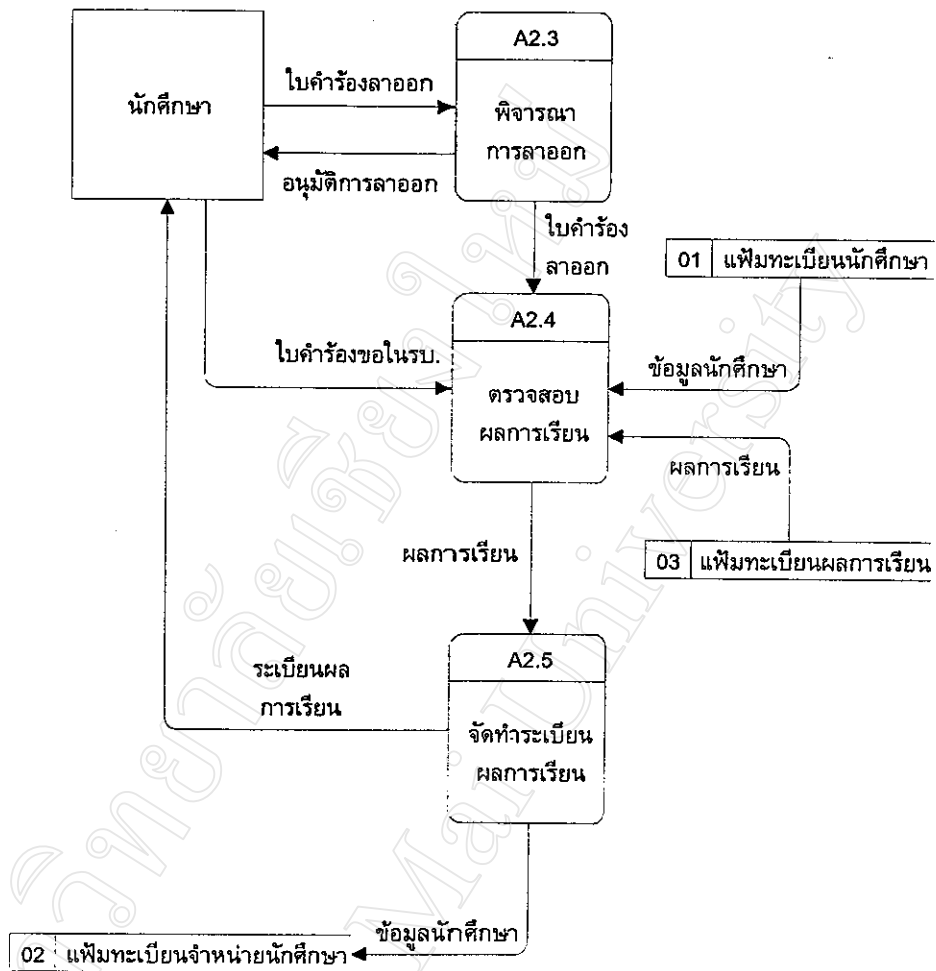 A2.3
นักศึกษา
ใบคำร้องลาออก
พิจารณา
การลาออก
อนุมัติการลาออก
ใบคำร้อง
ลาออก
01 แฟ้มทะเบียนนักศึกษา
A2.4
ใบคำร้องขอในรบ.
ข้อมูลนักศึกษา
ตรวจสอบ
ผลการเรียน
ผลการเรียน
ผลการเรียน
03 แฟ้มทะเบียนผลการเรียน
A2.5
ระเบียนผล
การเรียน
จัดทำระเบียน
ผลการเรียน
ข้อมูลนักศึกษา
02 แฟ้มทะเบียนจำหน่ายนักศึกษา
Mai University